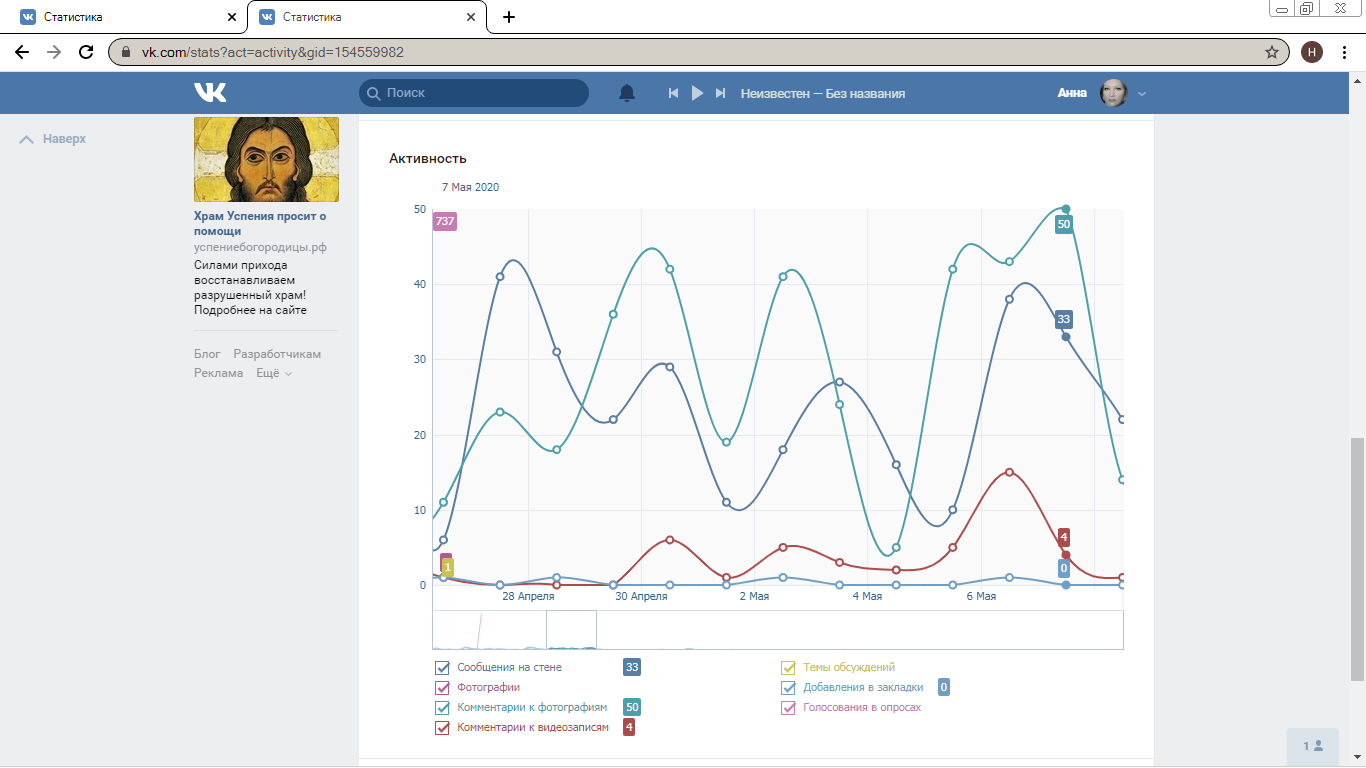 Статистика
Статистика
vk.com/stats?act=activity&gid=154559982
Н
Поиск
Неизвестен — Без названия
Анна
Наверх
Храм Успения просит о
помощи
успениебогородицы.рф
Силами прихода
восстанавливаем
разрушенный храм!
Подробнее на сайте
Блог Разработчикам
Реклама Ещё
Активность
7 Мая 2020
50
737
50
40
33
30
20
10
4
1
0
0
28 Апреля 30 Апреля 2 Мая 4 Мая 6 Мая
Сообщения на стене 33
Фотографии
Комментарии к фотографиям 50
Комментарии к видеозаписям 4
Темы обсуждений
Добавления в закладки 0
Голосования в опросах
1